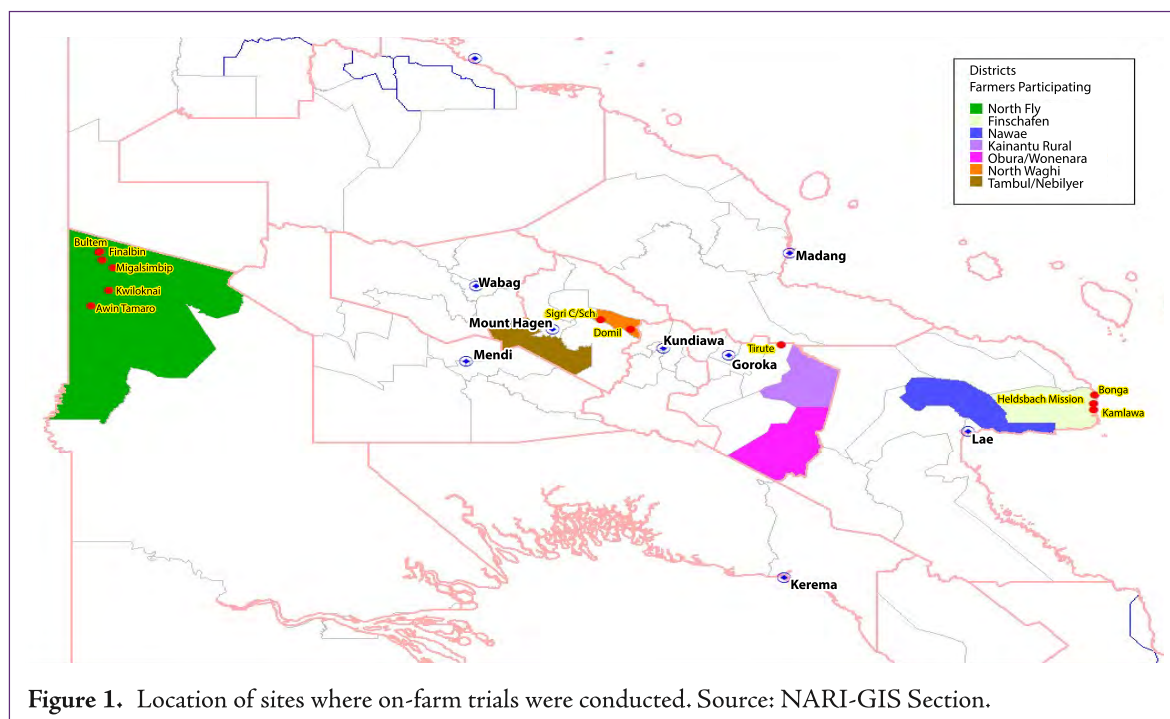 Districts
Farmers Participating
North Fly
Finschafen
Nawae
Kainantu Rural
Obura/Wonenara
North Waghi
Tambul/Nebilyer
Bultem
Finalbin
Migalsimbip
Kwiloknai
Awin Tamaro
Madang
Wabag
Sigri C/Sch
Mount Hagen
Domil
Kundiawa
Tirute
Mendi
Goroka
Bonga
Heldsbach Mission
Kamlawa
Lae
Kerema
Figure 1. Location of sites where on-farm trials were conducted. Source: NARI-GIS Section.